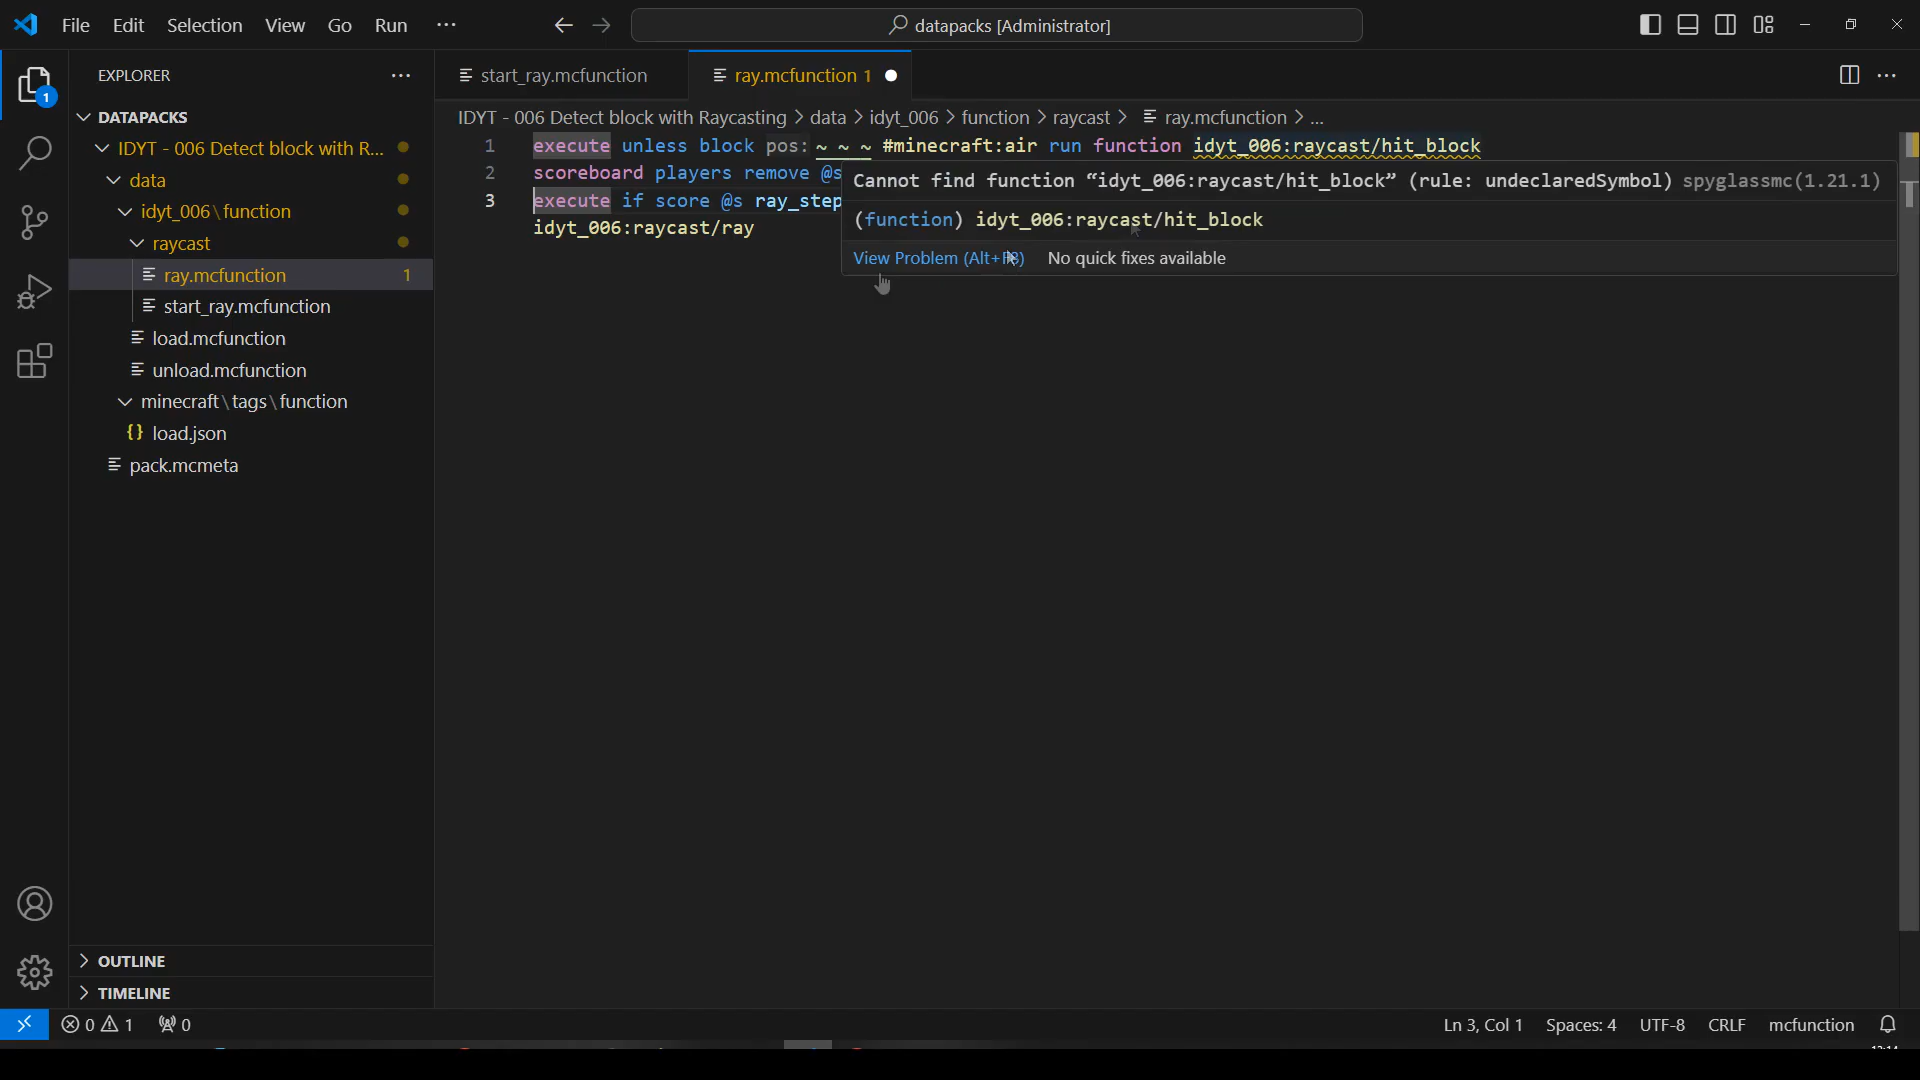 File Edit Selection View Go Run ...
datapacks [Administrator]
EXPLORER
DATAPACKS
IDYT - 006 Detect block with R...
data
idyt_006\function
raycast
ray.mcfunction 1
start_ray.mcfunction
load.mcfunction
unload.mcfunction
minecraft\tags\function
{} load.json
pack.mcmeta
OUTLINE
TIMELINE
start_ray.mcfunction
ray.mcfunction 1
IDYT - 006 Detect block with Raycasting > data > idyt_006 > function > raycast > ray.mcfunction > ...
1 execute unless block pos: ~ ~ ~ #minecraft:air run function idyt_006:raycast/hit_block
2 scoreboard players remove @s
3 execute if score @s ray_step
idyt_006:raycast/ray
Cannot find function “idyt_006:raycast/hit_block” (rule: undeclaredSymbol) spyglassmc(1.21.1)
(function) idyt_006:raycast/hit_block
View Problem (Alt+F8) No quick fixes available
1
0 1 0
Ln 3, Col 1 Spaces: 4 UTF-8 CRLF mcfunction